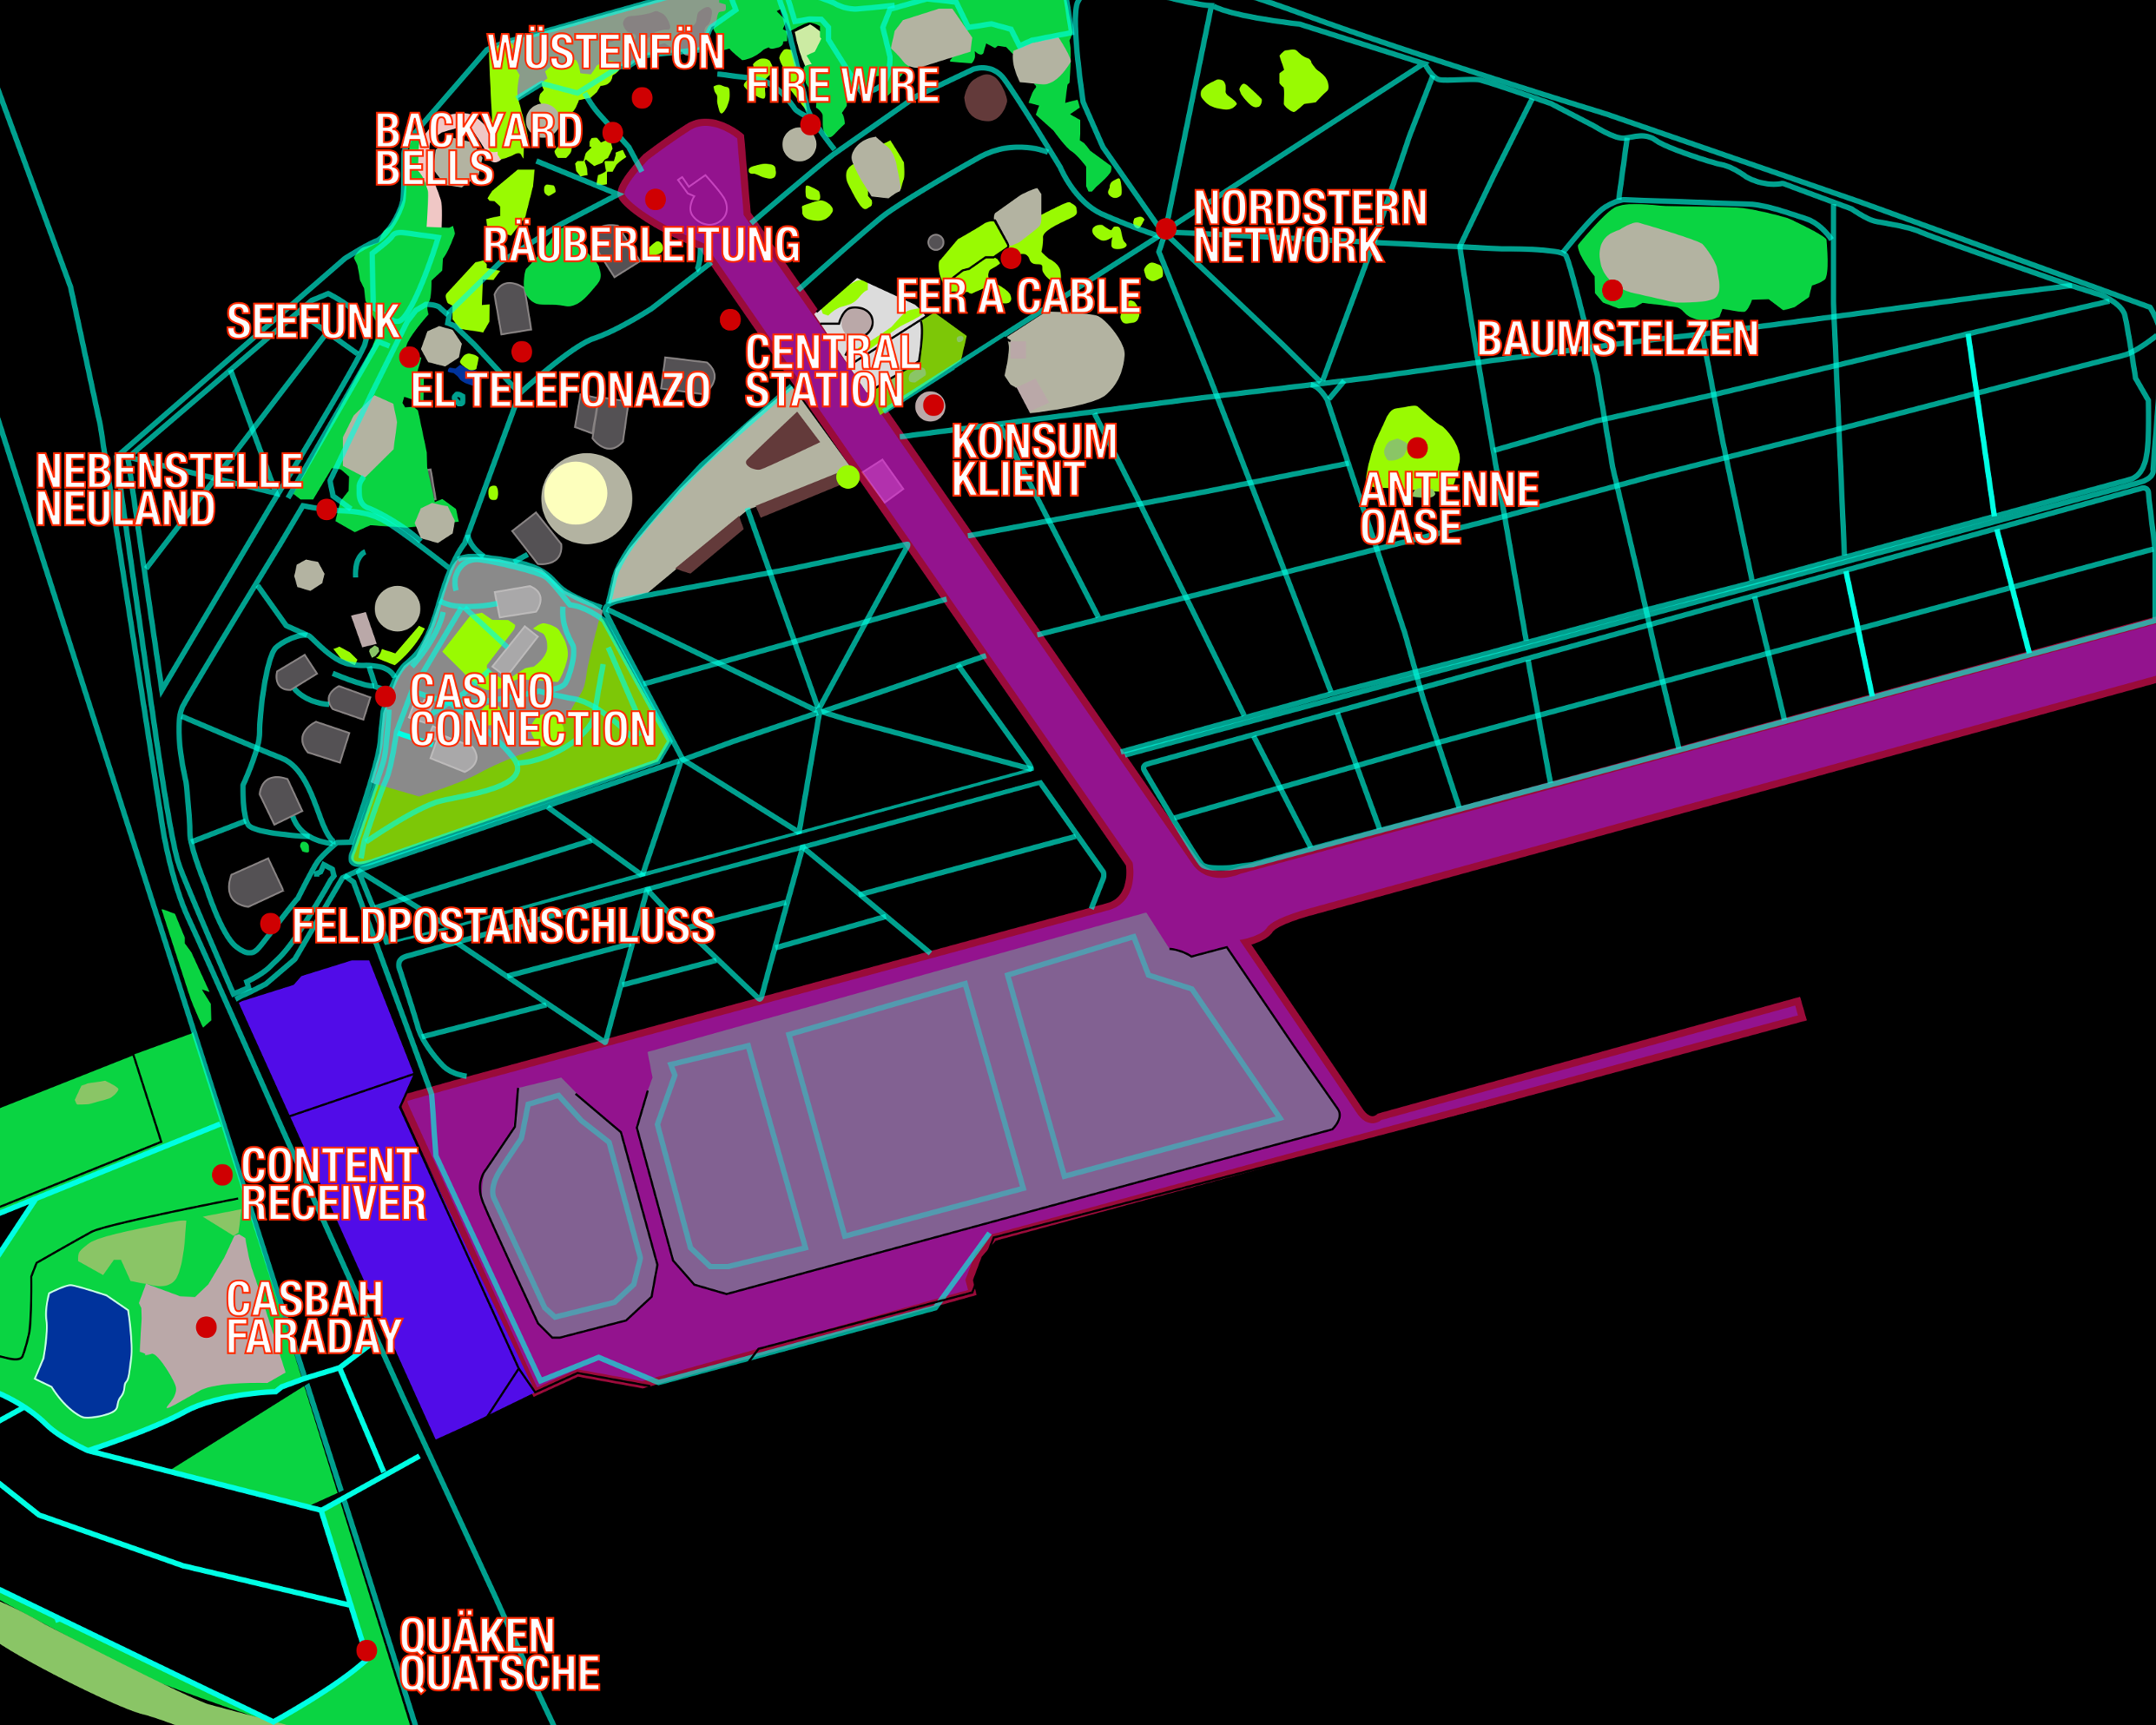 WÜSTENFÖN
FIRE WIRE
BACKYARD
BELLS
RÄUBERLEITUNG
NORDSTERN
NETWORK
SEEFUNK
FER A CABLE
BAUMSTELZEN
CENTRAL
STATION
EL TELEFONAZO
KONSUM
KLIENT
NEBENSTELLE
NEULAND
ANTENNE
OASE
CASINO
CONNECTION
FELDPOSTANSCHLUSS
CONTENT
RECEIVER
CASBAH
FARADAY
QUÄKEN
QUATSCHE